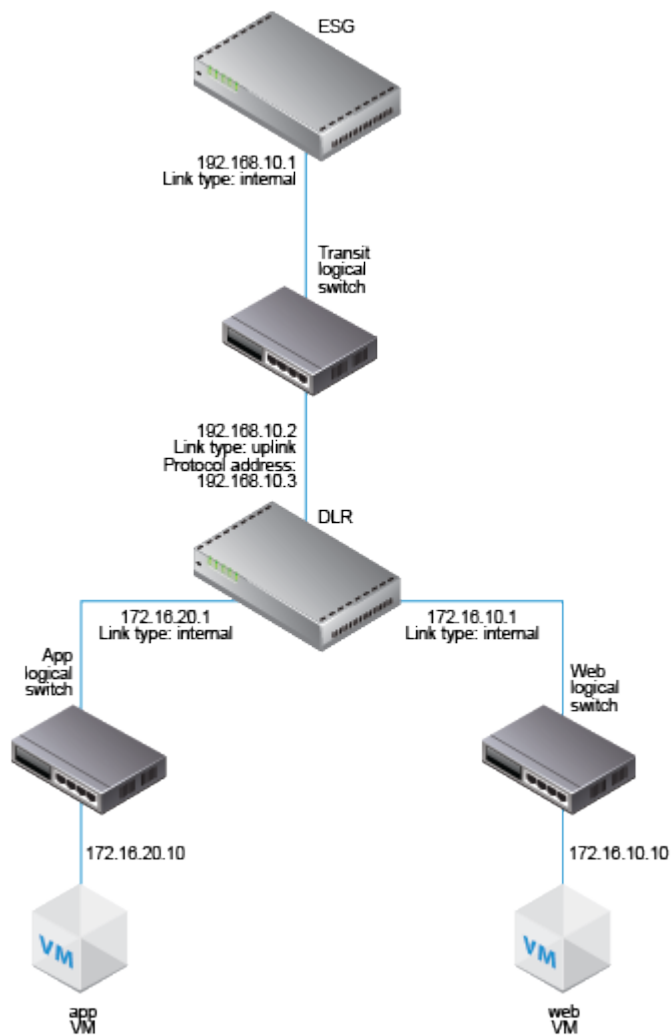 ESG
192.168.10.1
Link type: internal
Transit
logical
switch
192.168.10.2
Link type: uplink
Protocol address:
192.168.10.3
DLR
172.16.20.1
Link type: internal
172.16.10.1
Link type: internal
App
logical
switch
Web
logical
switch
172.16.20.10
172.16.10.10
VM
VM
app
VM
web
VM